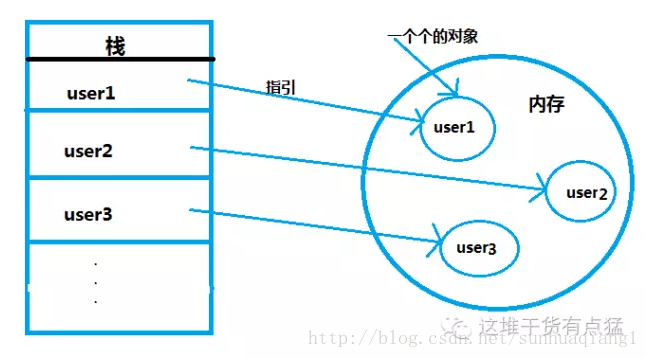 栈
一个个的对象
user1
指引
内存
user1
user2
user2
user3
user3
.
.
.
这堆干货有点猛
http://blog.csdn.net/sunhuaqiang1